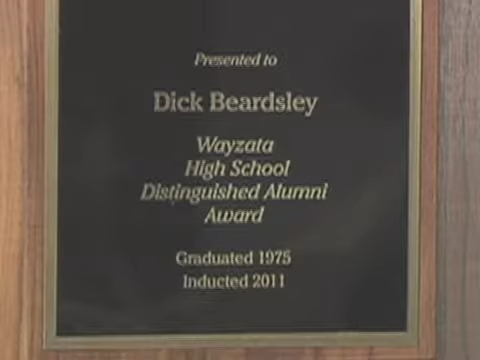 Presented to
Dick Beardsley
Wayzata
High School
Distinguished Alumni
Award
Graduated 1975
Inducted 2011